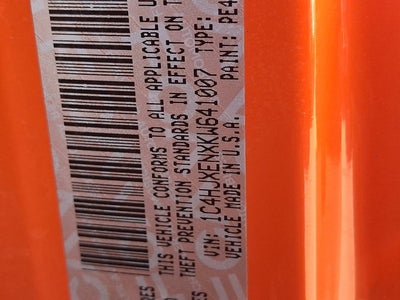 THIS VEHICLE CONFORMS TO ALL APPLICABLE U
THEFT PREVENTION STANDARDS IN EFFECT ON T
VIN: 1C4HJXENXKW641007 TYPE:
VEHICLE MADE IN U.S.A. PAINT: PE4